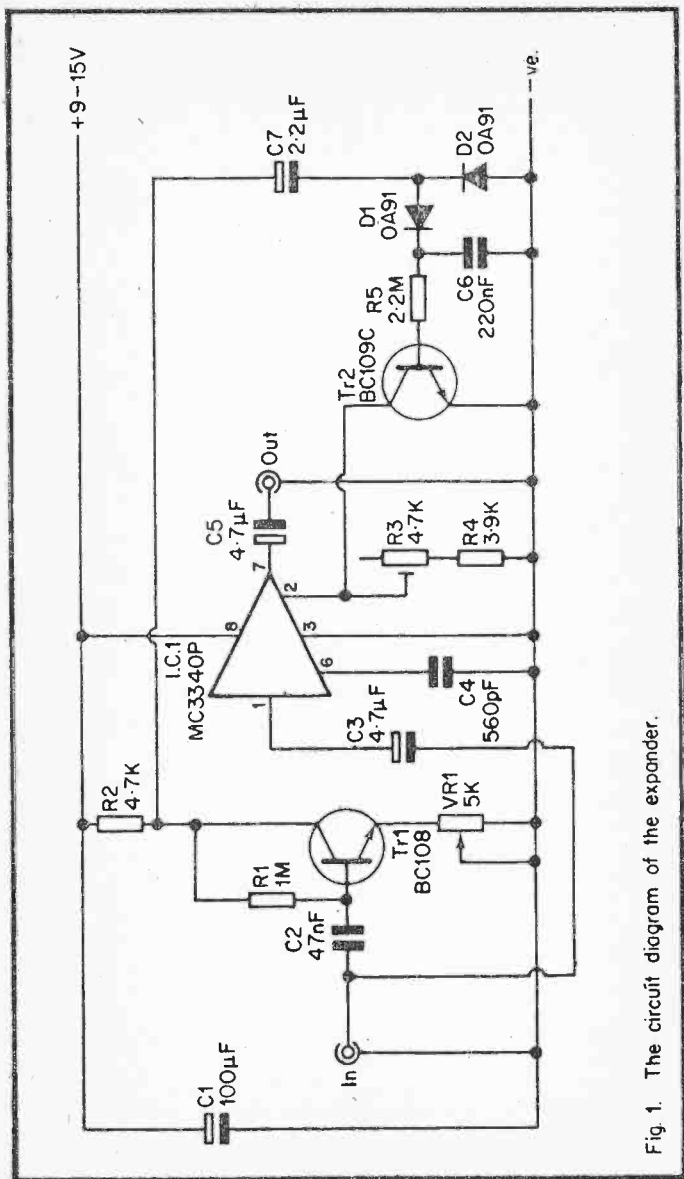 +9-15V
C1
100µF
R2
4·7K
R1
1M
C2
47nF
In
Tr1
BC108
VR1
5K
I.C.1
MC3340P
8
1
7
2
6
3
C3
4·7µF
C4
560pF
C5
4·7µF
Out
R3
4·7K
R4
3·9K
Tr2
BC109C
R5
2·2M
C6
220nF
D1
OA91
D2
OA91
C7
2·2µF
-ve.
Fig. 1. The circuit diagram of the expander.